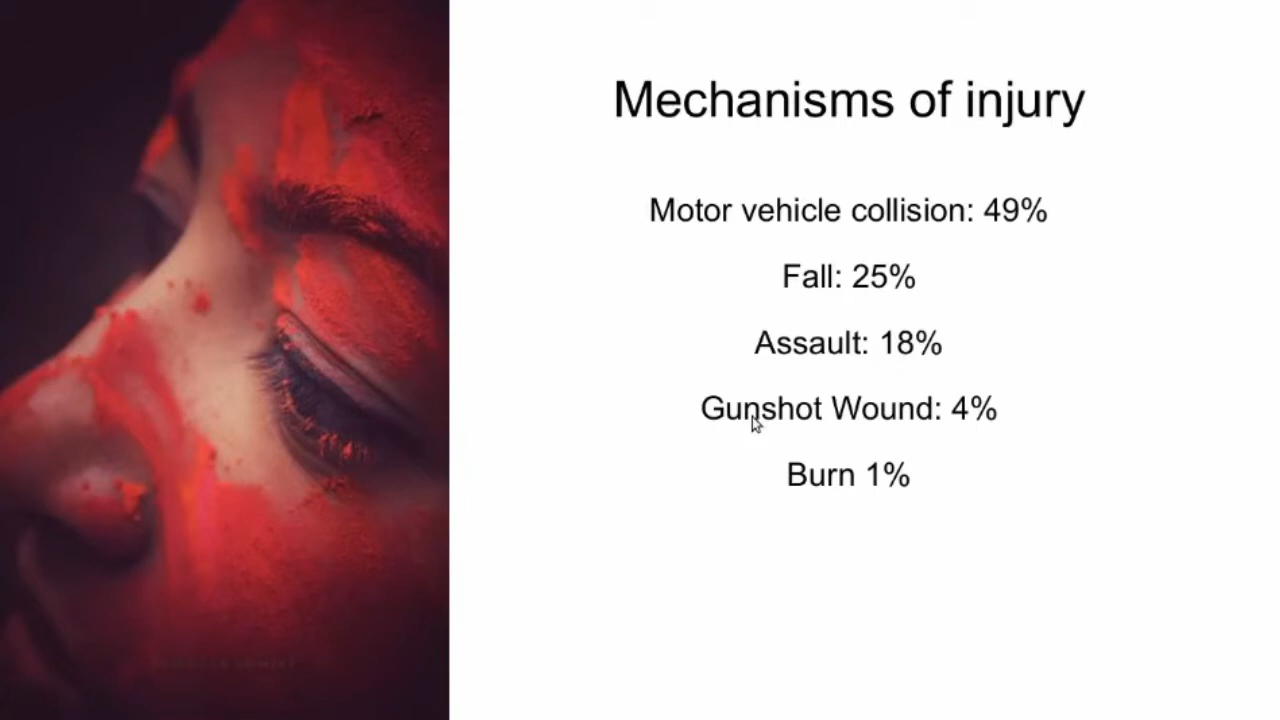 Mechanisms of injury
Motor vehicle collision: 49%
Fall: 25%
Assault: 18%
Gunshot Wound: 4%
Burn 1%